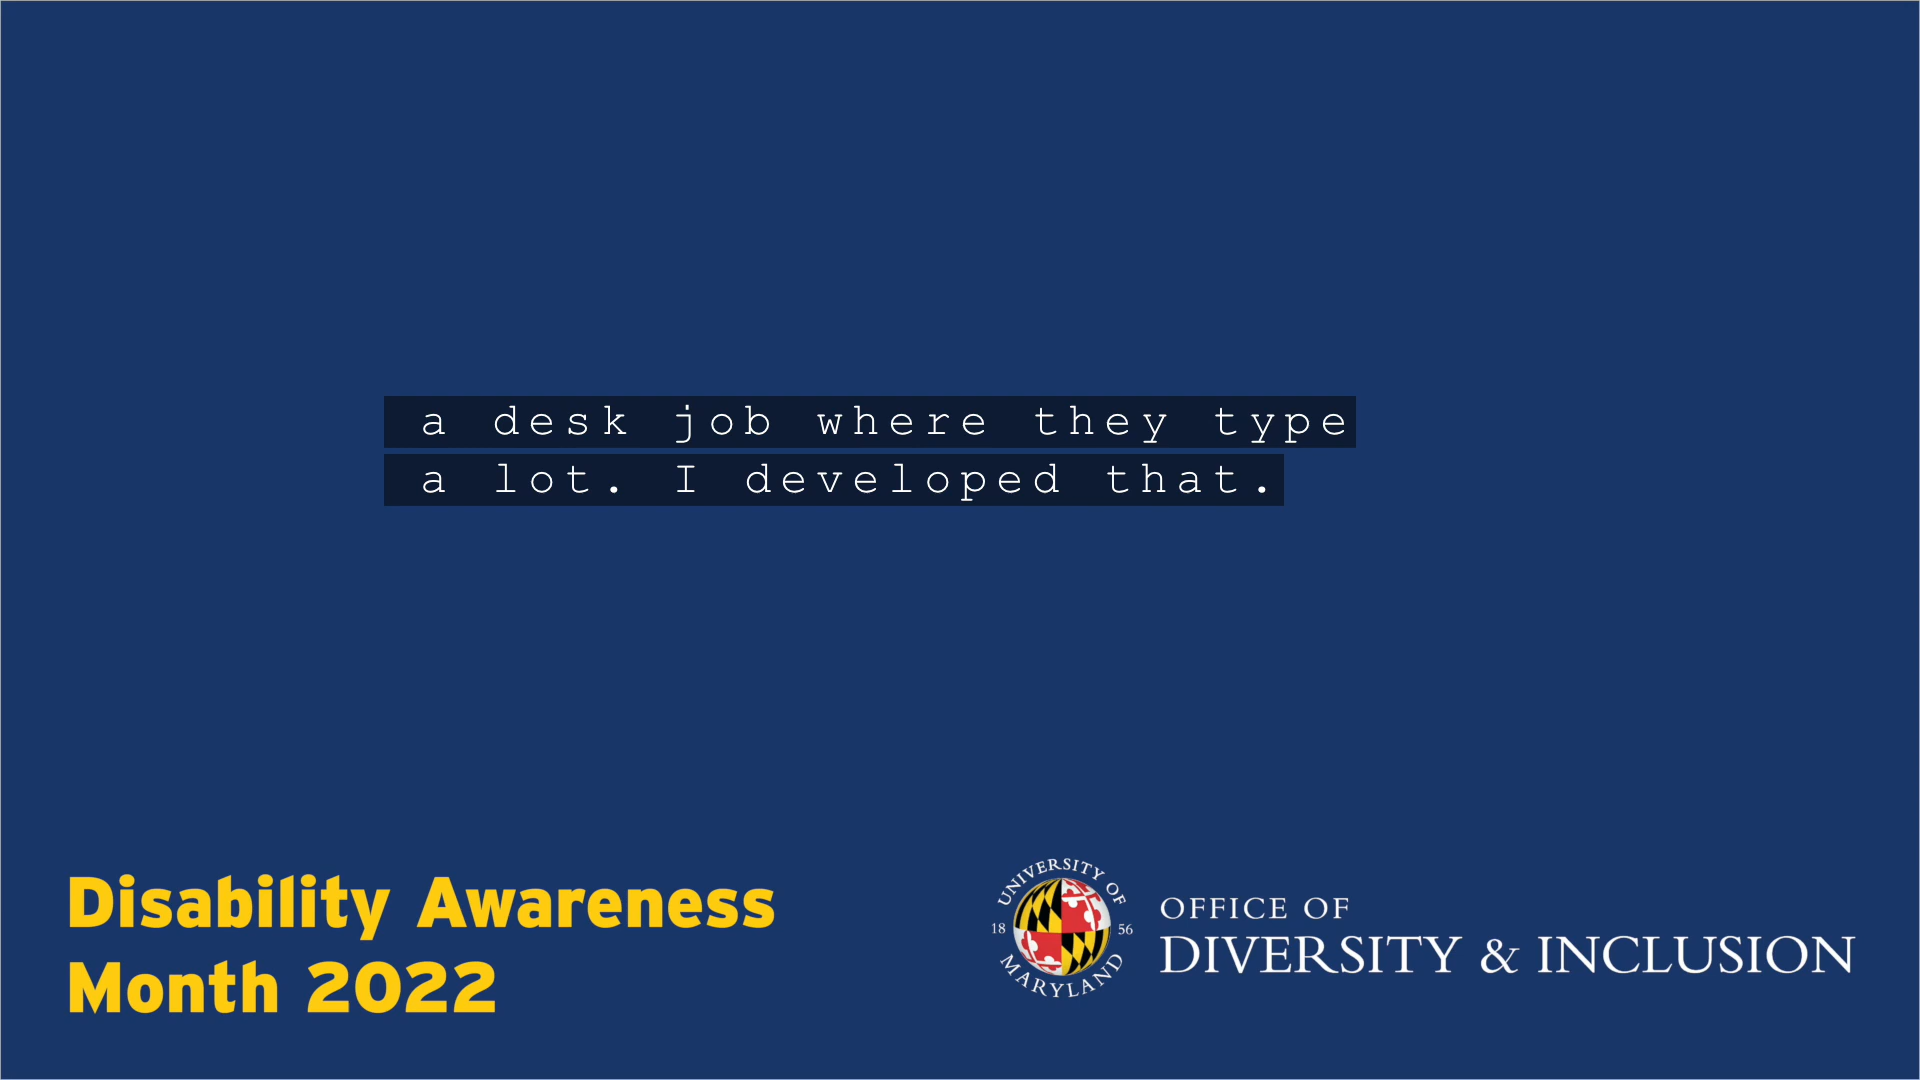 a desk job where they type
a lot. I developed that.
Disability Awareness
Month 2022
UNIVERSITY OF
18 56
MARYLAND
OFFICE OF
DIVERSITY & INCLUSION